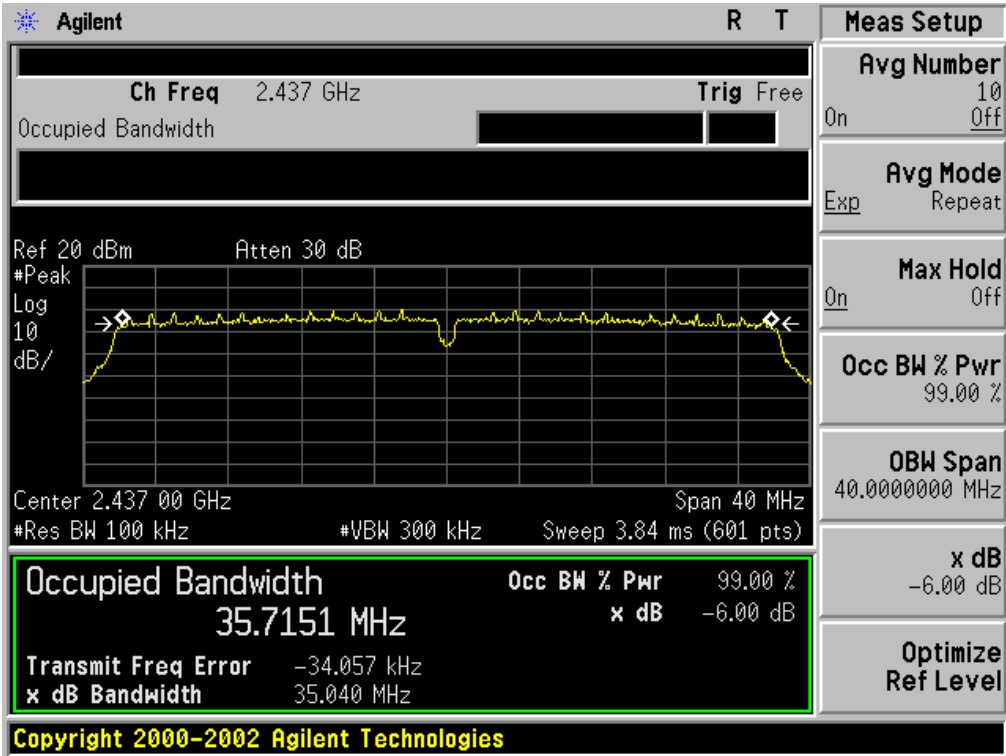 Agilent R T
Ch Freq 2.437 GHz Trig Free
Occupied Bandwidth
Ref 20 dBm Atten 30 dB
#Peak
Log
10
dB/
Center 2.437 00 GHz Span 40 MHz
#Res BW 100 kHz #VBW 300 kHz Sweep 3.84 ms (601 pts)
Occupied Bandwidth Occ BW % Pwr 99.00 %
35.7151 MHz x dB -6.00 dB
Transmit Freq Error -34.057 kHz
x dB Bandwidth 35.040 MHz
Copyright 2000-2002 Agilent Technologies
Meas Setup
Avg Number
10
On Off
Avg Mode
Exp Repeat
Max Hold
On Off
Occ BW % Pwr
99.00 %
OBW Span
40.0000000 MHz
x dB
-6.00 dB
Optimize
Ref Level